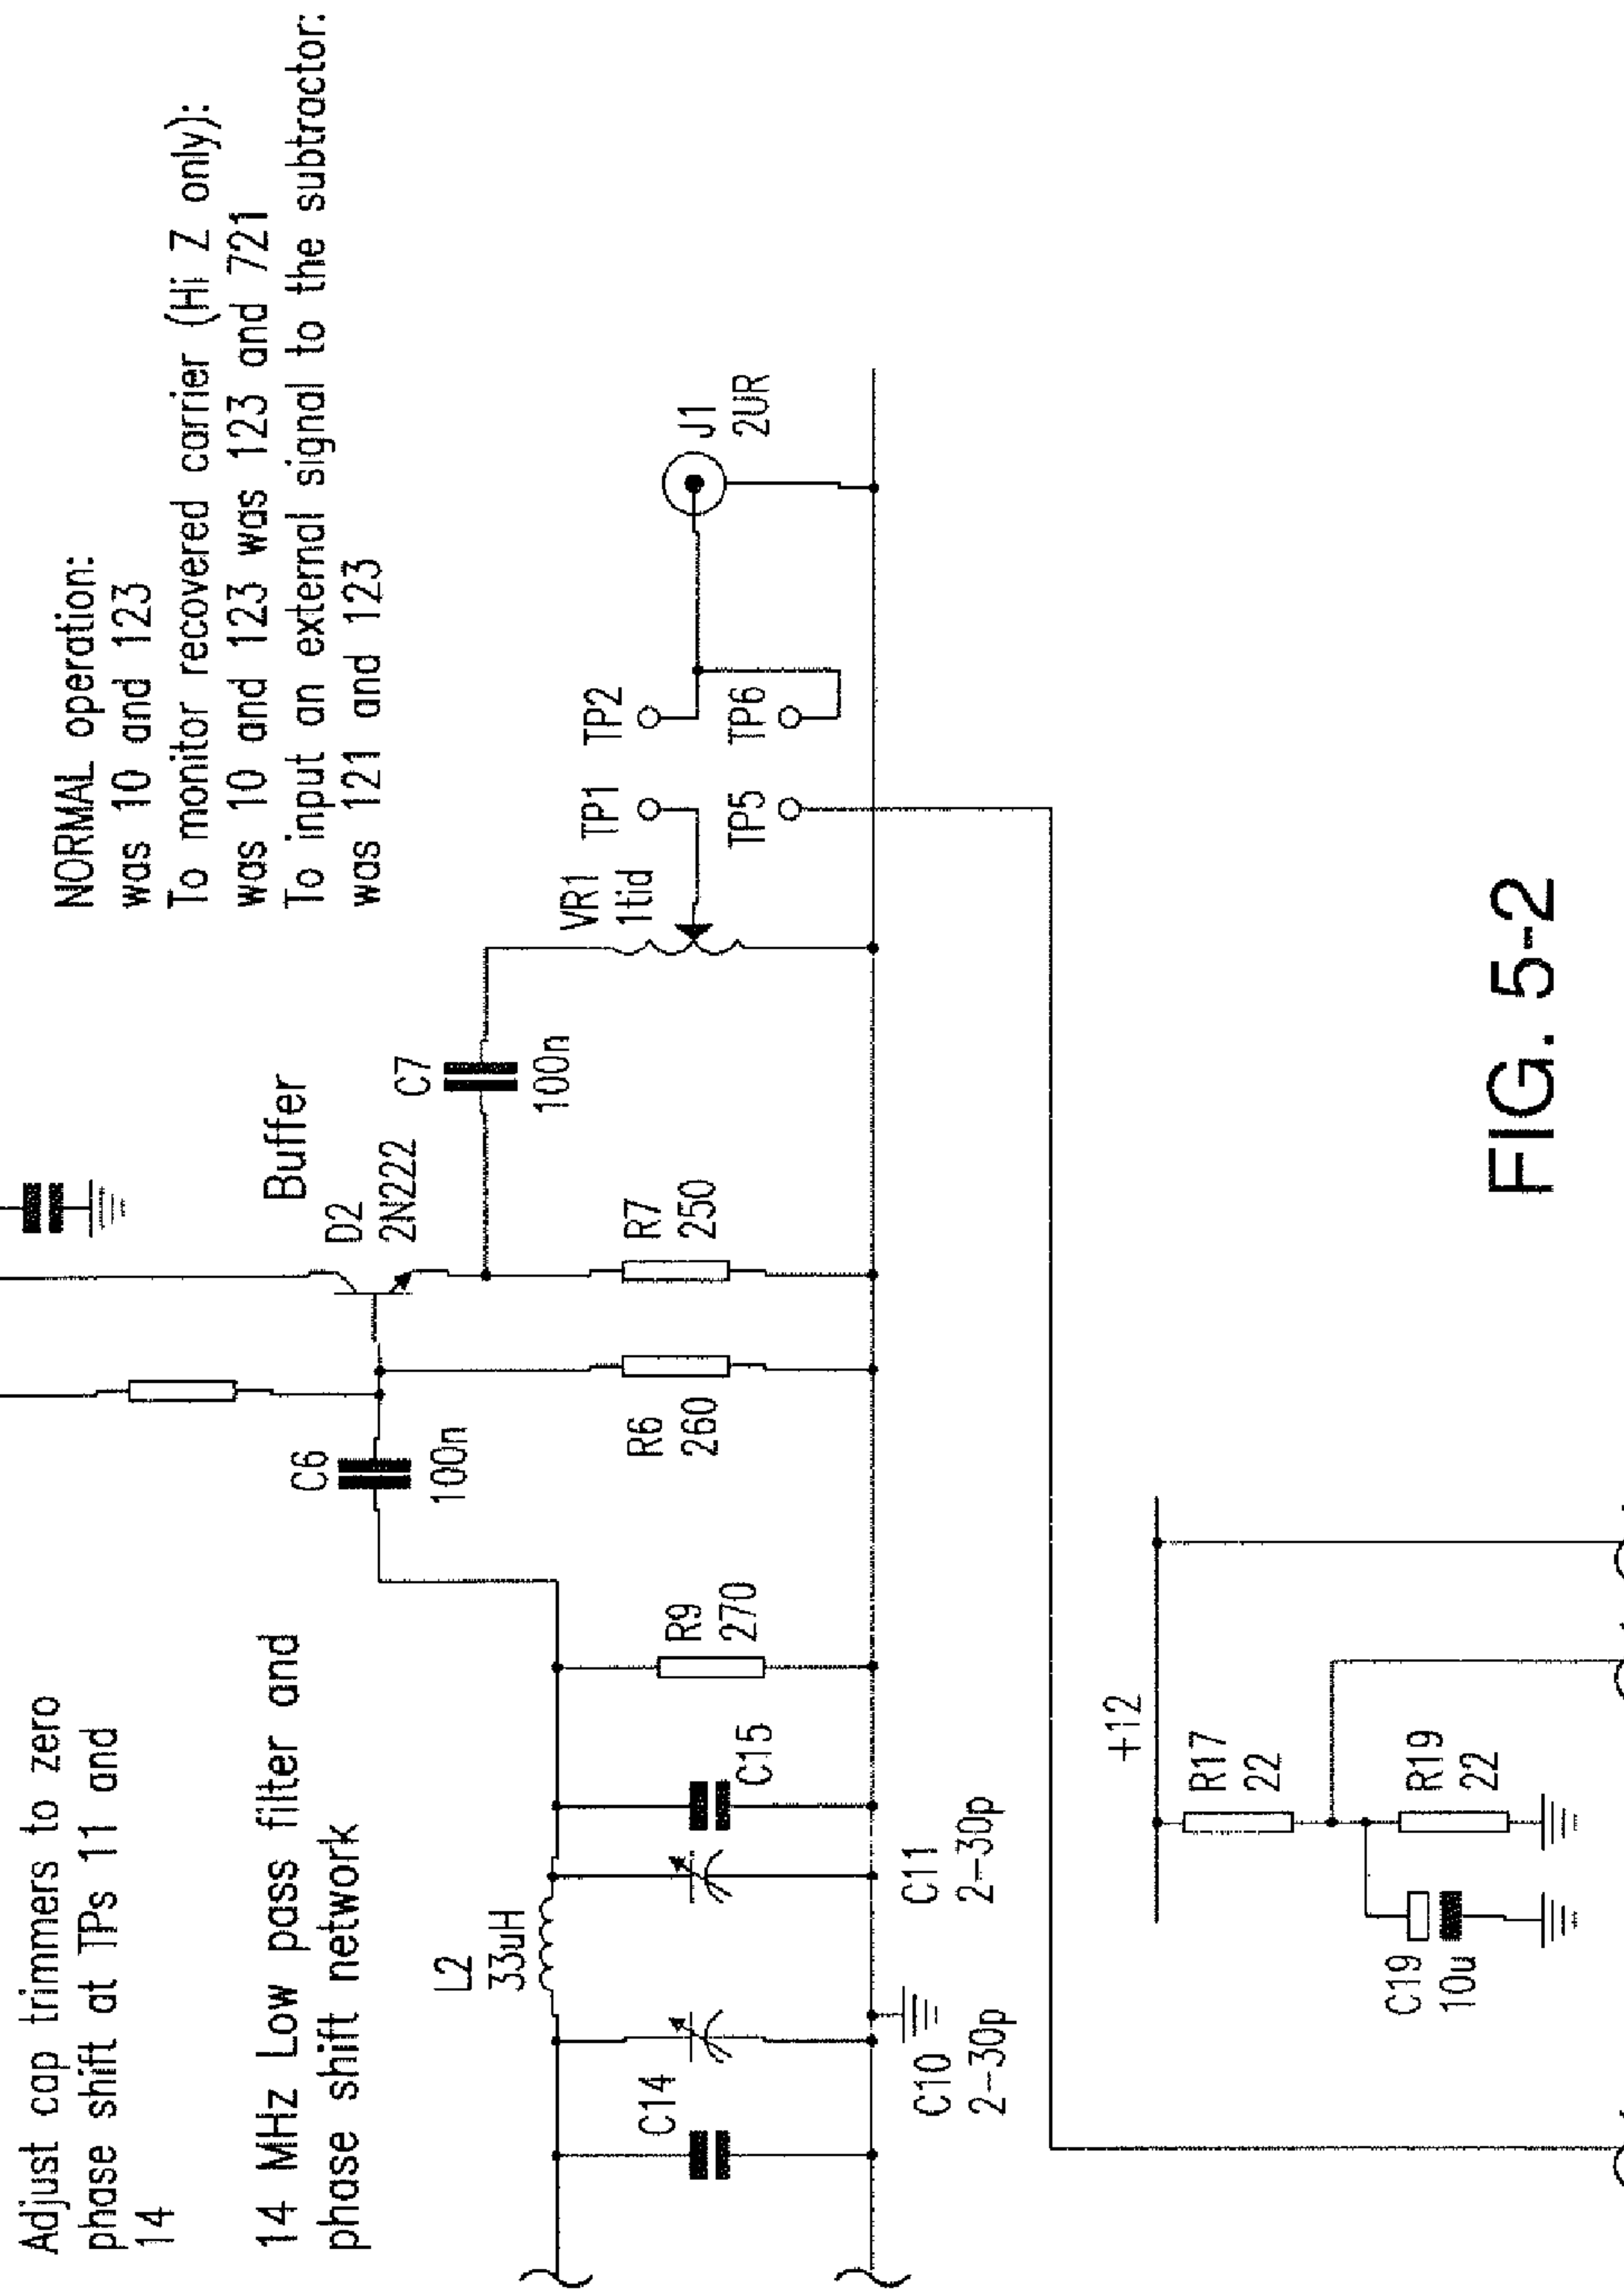 Adjust cap trimmers to zero
phase shift at TPs 11 and
14
14 MHz Low pass filter and
phase shift network
NORMAL operation:
was 10 and 123
To monitor recovered carrier (Hi Z only):
was 10 and 123 was 123 and 721
To input an external signal to the subtractor:
was 121 and 123
Buffer
D2
2N222
C6
100n
C7
100n
L2
33uH
VR1
1tid
TP1
TP2
J1
2UR
TP5
TP6
C14
C15
R9
270
R6
260
R7
250
C10
2-30p
C11
2-30p
+12
R17
22
C19
10u
R19
22
FIG. 5-2